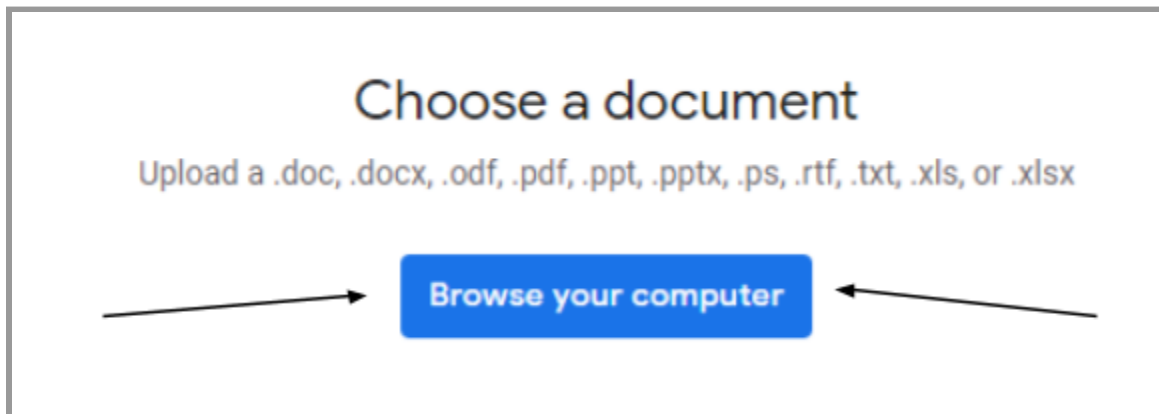 Choose a document
Upload a .doc, .docx, .odf, .pdf, .ppt, .pptx, .ps, .rtf, .txt, .xls, or .xlsx
Browse your computer